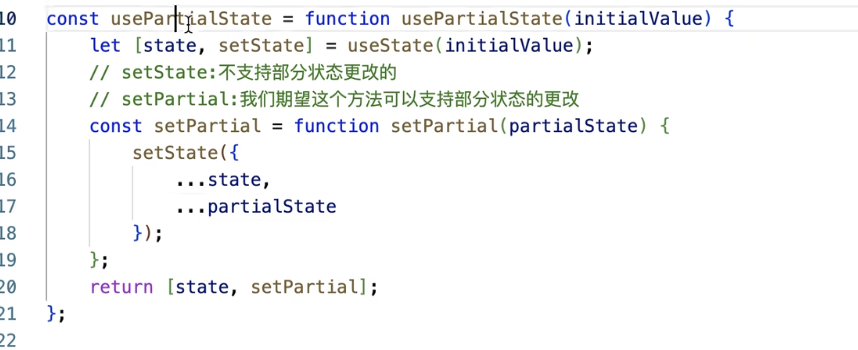 10 const usePartialState = function usePartialState(initialValue) {
11     let [state, setState] = useState(initialValue);
12     // setState:不支持部分状态更改的
13     // setPartial:我们期望这个方法可以支持部分状态的更改
14     const setPartial = function setPartial(partialState) {
15         setState({
16             ...state,
17             ...partialState
18         });
19     };
20     return [state, setPartial];
21 };
22